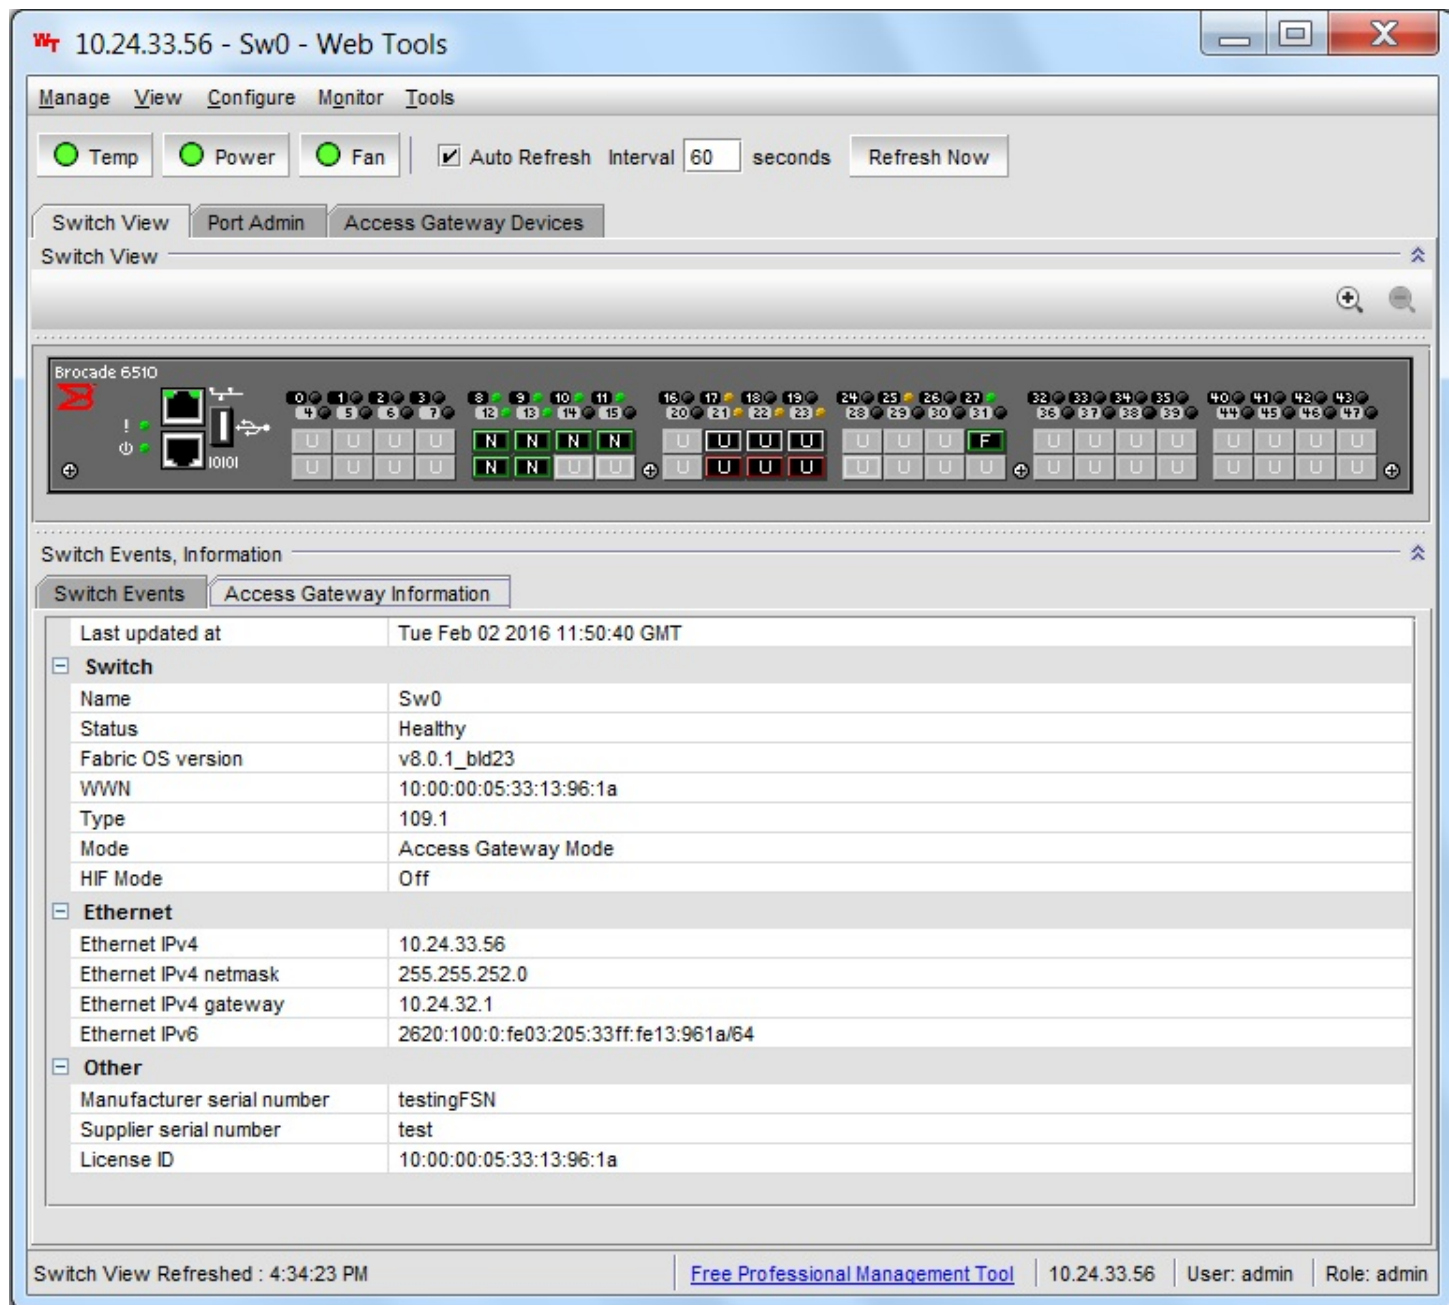 WT 10.24.33.56 - Sw0 - Web Tools
Manage View Configure Monitor Tools
Temp Power Fan Auto Refresh Interval 60 seconds Refresh Now
Switch View Port Admin Access Gateway Devices
Switch View
Brocade 6510
0 1 2 3 8 9 10 11 16 17 18 19 24 25 26 27 32 33 34 35 40 41 42 43
4 5 6 7 12 13 14 15 20 21 22 23 28 29 30 31 36 37 38 39 44 45 46 47
U U U U N N N N U U U U U U U F U U U U U U U U
U U U U N N U U U U U U U U U U U U U U U U U U
10101
Switch Events, Information
Switch Events Access Gateway Information
Last updated at Tue Feb 02 2016 11:50:40 GMT
Switch
Name Sw0
Status Healthy
Fabric OS version v8.0.1_bld23
WWN 10:00:00:05:33:13:96:1a
Type 109.1
Mode Access Gateway Mode
HIF Mode Off
Ethernet
Ethernet IPv4 10.24.33.56
Ethernet IPv4 netmask 255.255.252.0
Ethernet IPv4 gateway 10.24.32.1
Ethernet IPv6 2620:100:0:fe03:205:33ff:fe13:961a/64
Other
Manufacturer serial number testingFSN
Supplier serial number test
License ID 10:00:00:05:33:13:96:1a
Switch View Refreshed : 4:34:23 PM Free Professional Management Tool 10.24.33.56 User: admin Role: admin